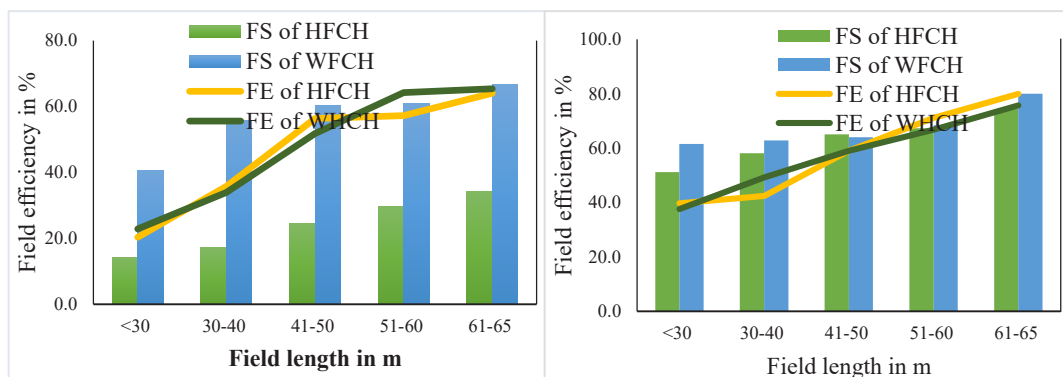 80.0
60.0
40.0
20.0
0.0
Field efficiency in %
FS of HFCH
FS of WFCH
FE of HFCH
FE of WHCH
<30 30-40 41-50 51-60 61-65
Field length in m
100.0
80.0
60.0
40.0
20.0
0.0
Field efficiency in %
FS of HFCH
FS of WFCH
FE of HFCH
FE of WHCH
<30 30-40 41-50 51-60 61-65
Field length in m